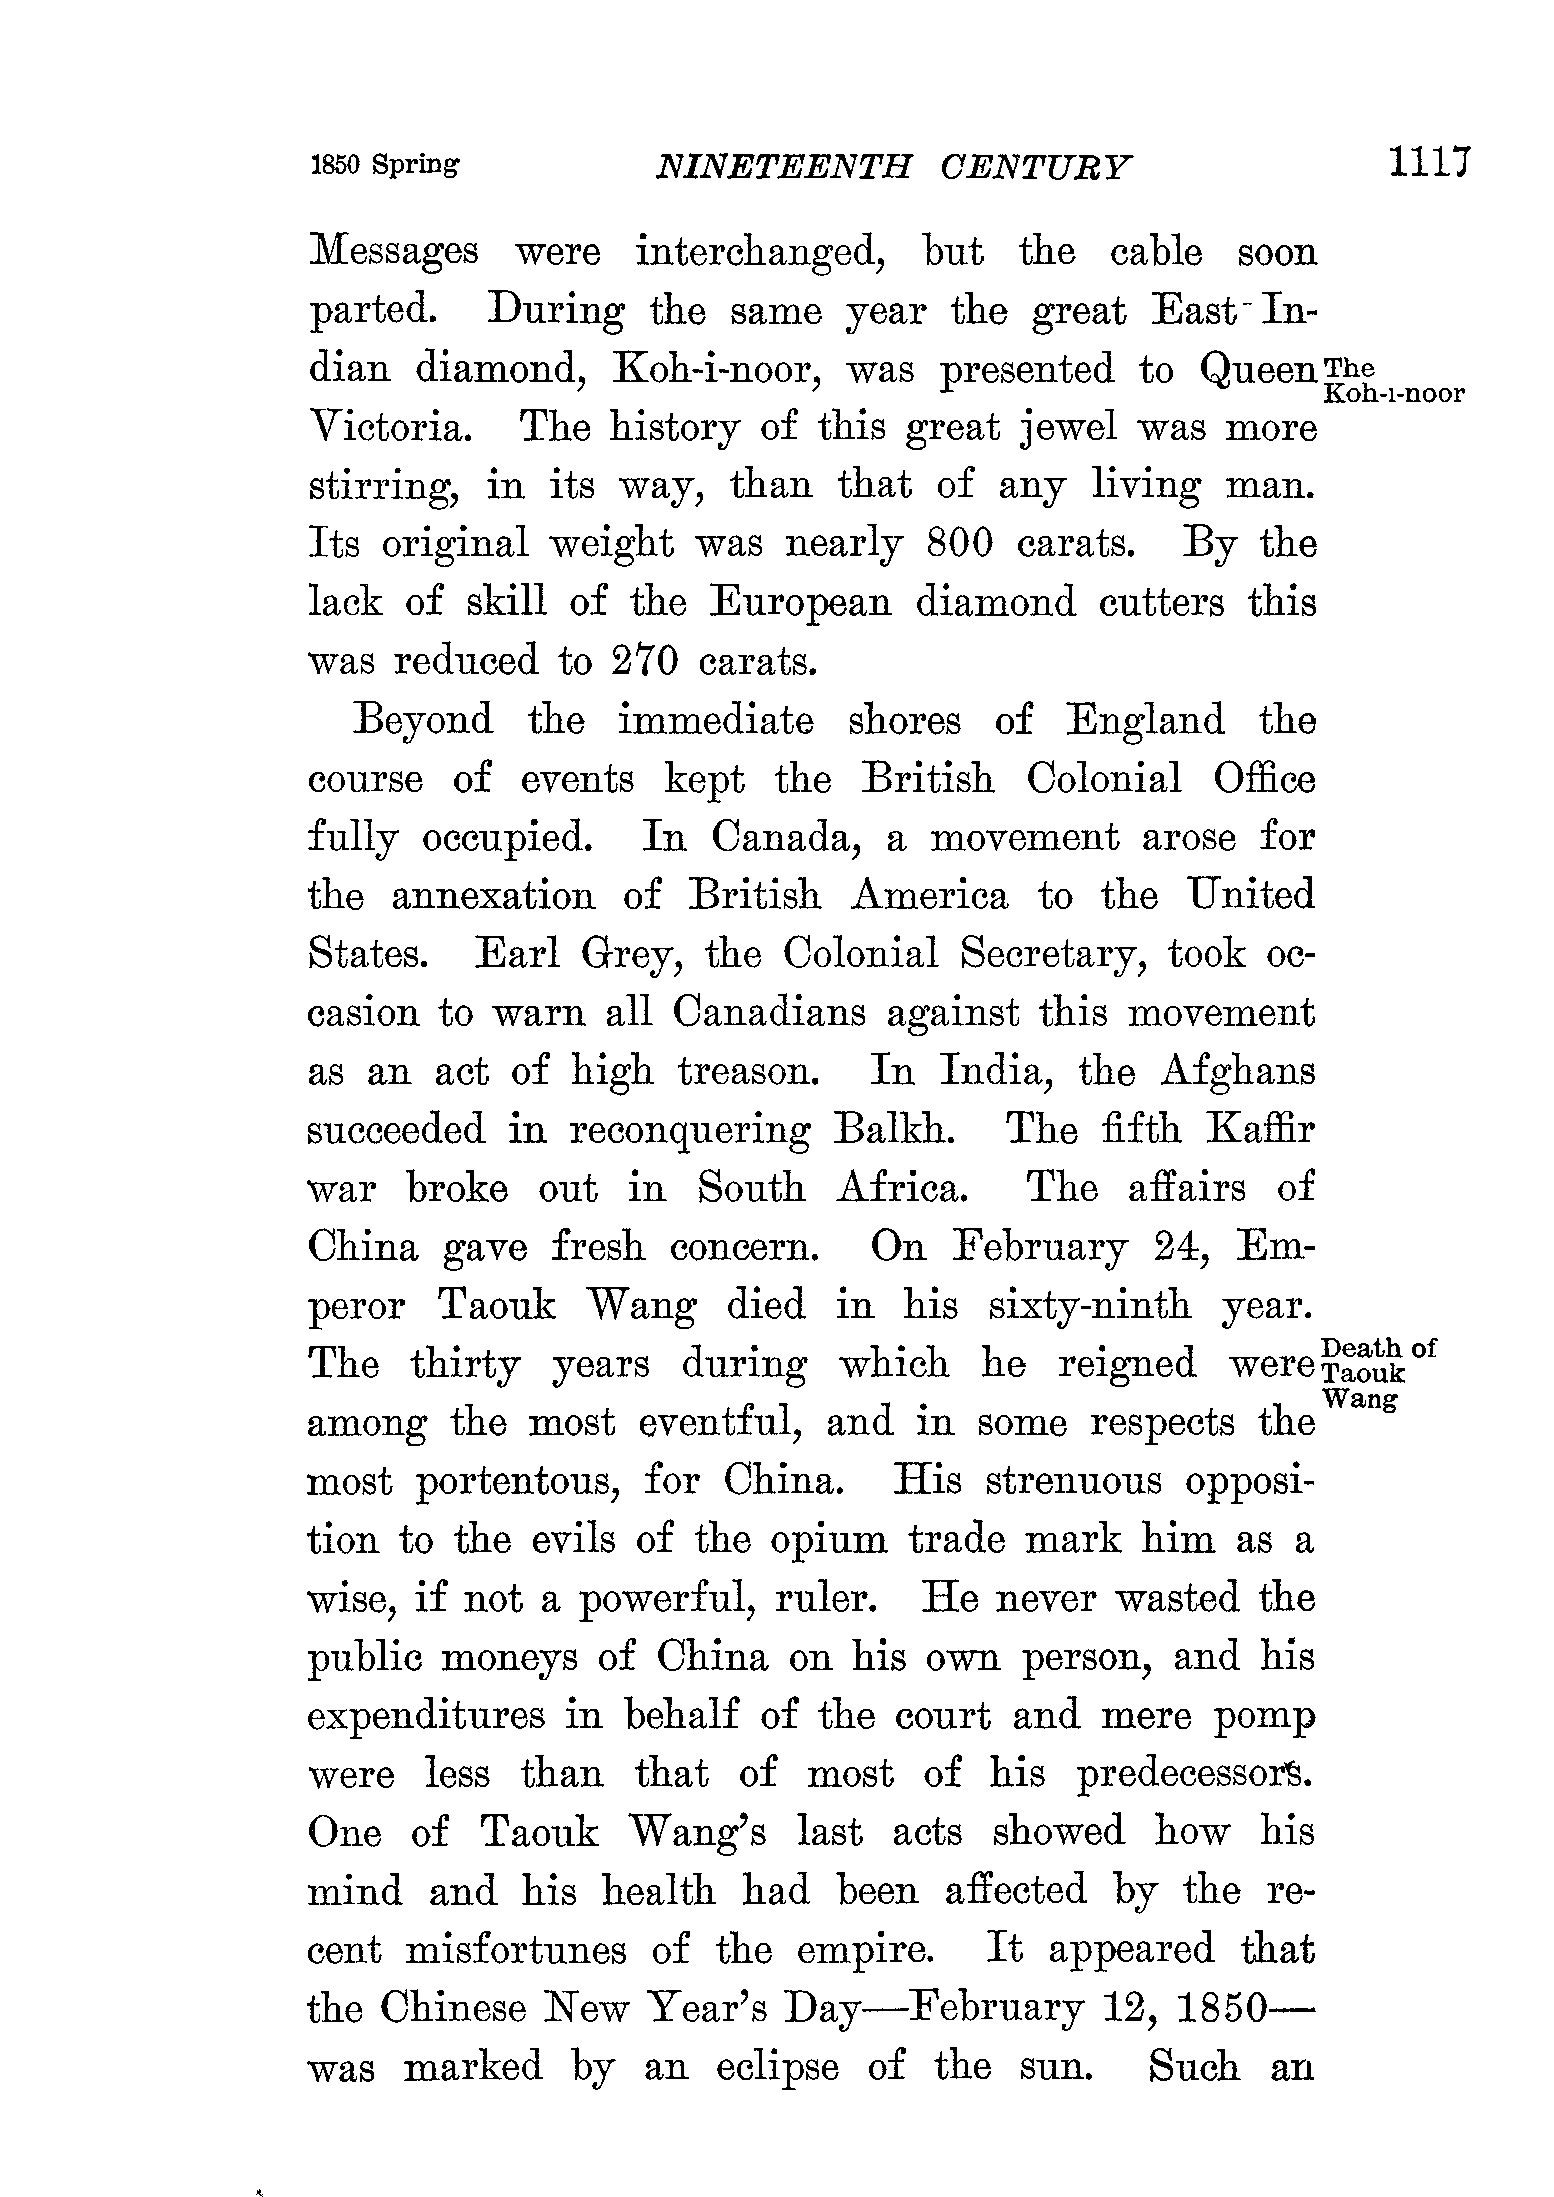 1850 Spring NINETEENTH CENTURY 1117
Messages were interchanged, but the cable soon
parted. During the same year the great East-In-
dian diamond, Koh-i-noor, was presented to Queen
The
Koh-i-noor
Victoria. The history of this great jewel was more
stirring, in its way, than that of any living man.
Its original weight was nearly 800 carats. By the
lack of skill of the European diamond cutters this
was reduced to 270 carats.
Beyond the immediate shores of England the
course of events kept the British Colonial Office
fully occupied. In Canada, a movement arose for
the annexation of British America to the United
States. Earl Grey, the Colonial Secretary, took oc-
casion to warn all Canadians against this movement
as an act of high treason. In India, the Afghans
succeeded in reconquering Balkh. The fifth Kaffir
war broke out in South Africa. The affairs of
China gave fresh concern. On February 24, Em-
peror Taouk Wang died in his sixty-ninth year.
The thirty years during which he reigned were
Death of
Taouk
Wang
among the most eventful, and in some respects the
most portentous, for China. His strenuous opposi-
tion to the evils of the opium trade mark him as a
wise, if not a powerful, ruler. He never wasted the
public moneys of China on his own person, and his
expenditures in behalf of the court and mere pomp
were less than that of most of his predecessors.
One of Taouk Wang's last acts showed how his
mind and his health had been affected by the re-
cent misfortunes of the empire. It appeared that
the Chinese New Year's Day—February 12, 1850—
was marked by an eclipse of the sun. Such an